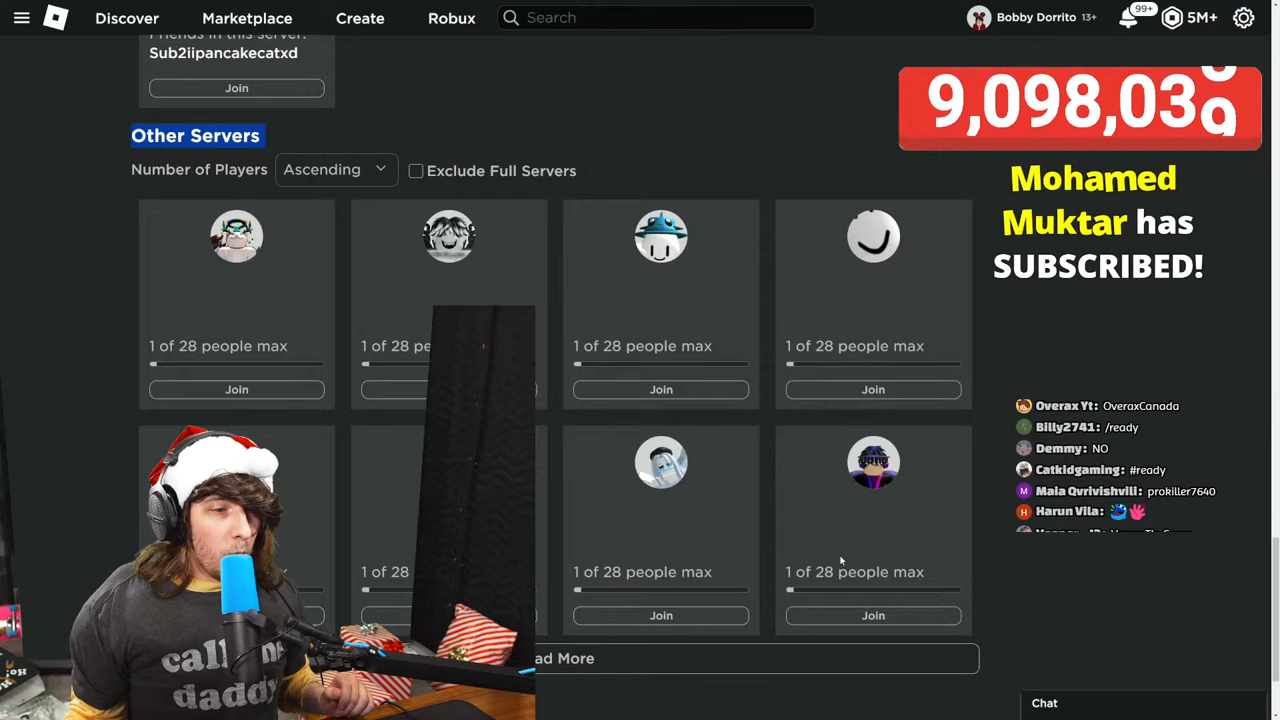 Discover
Marketplace
Create
Robux
Search
Bobby Dorrito 13+
99+
5M+
Sub2iipancakecatxd
Join
Other Servers
Number of Players
Ascending
Exclude Full Servers
1 of 28 people max
1 of 28 pe
1 of 28 people max
1 of 28 people max
Join
Join
Join
1 of 28
1 of 28 people max
1 of 28 people max
Join
Join
ad More
9,098,03
Mohamed
Muktar has
SUBSCRIBED!
Overax Yt: OveraxCanada
Billy2741: /ready
Demmy: NO
Catkidgaming: #ready
Maia Qvrivishvili: prokiller7640
Harun Vila:
Chat
call me
daddy